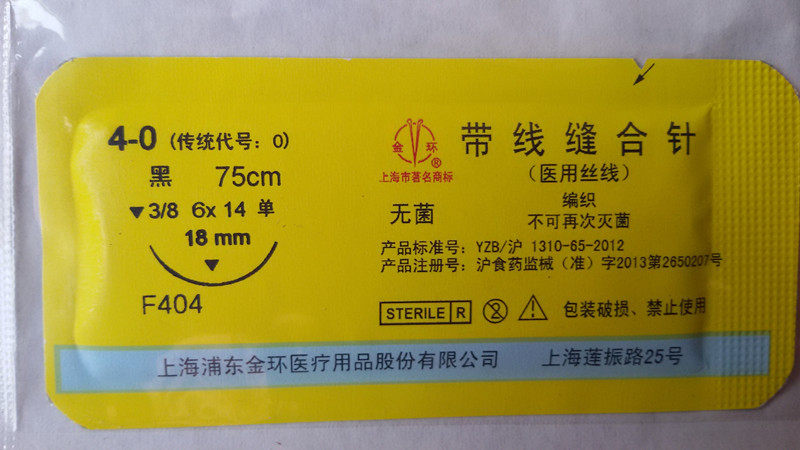 4-0 (传统代号：0)
黑 75cm
▼3/8 6x 14 单
18 mm
F404
金环®
上海市著名商标
带线缝合针
（医用丝线）
无菌
编织
不可再次灭菌
产品标准号：YZB/沪 1310-65-2012
产品注册号：沪食药监械（准）字2013第2650207号
STERILE R
2
包装破损、禁止使用
上海浦东金环医疗用品股份有限公司 上海莲振路25号